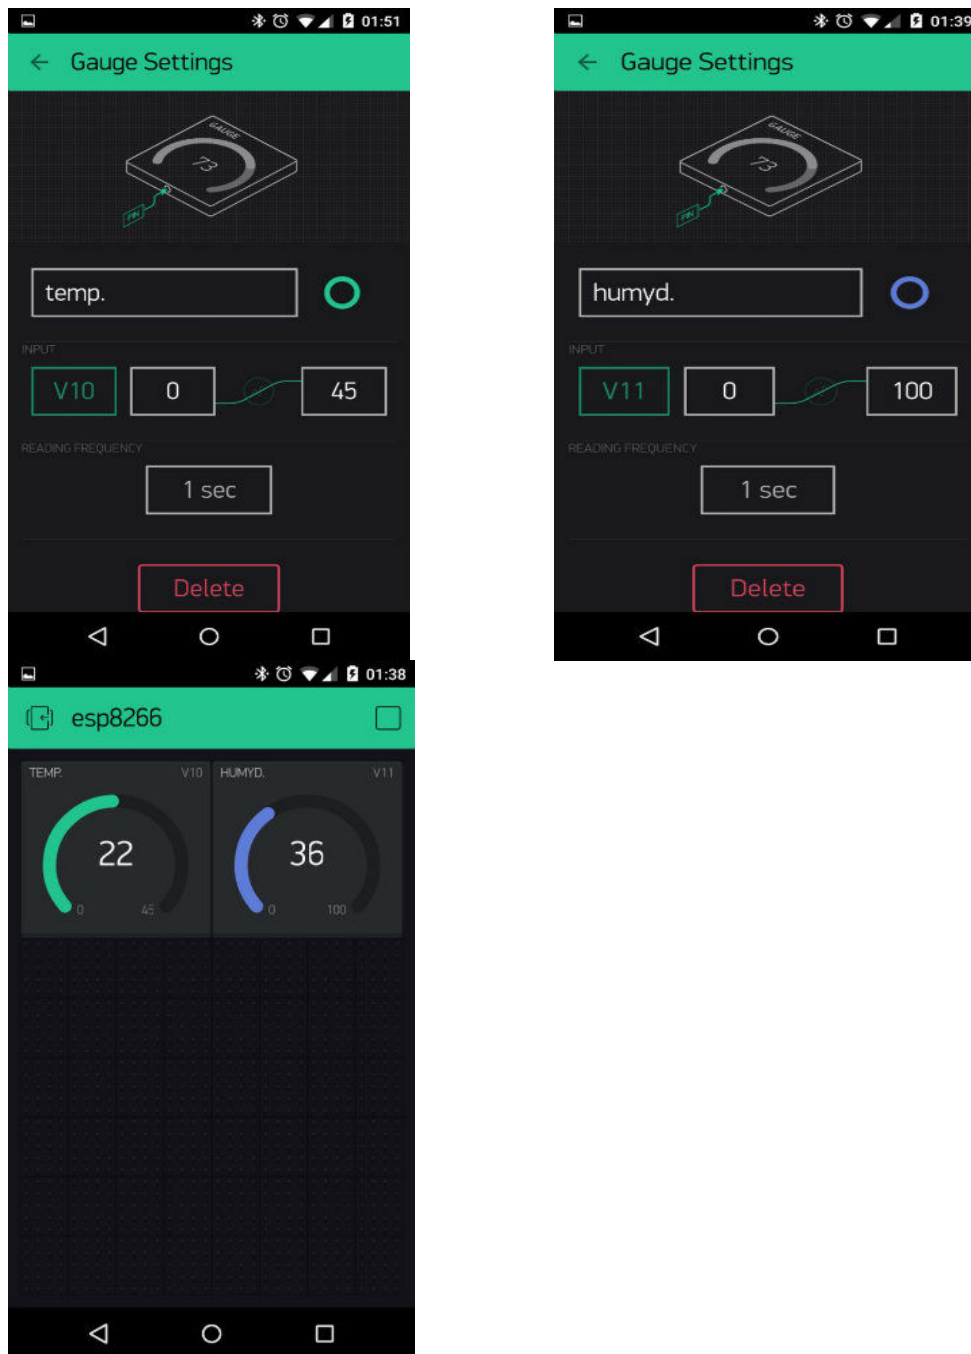 01:51
Gauge Settings
GAUGE
73
PIN
temp.
INPUT
V10 0 45
READING FREQUENCY
1 sec
Delete
01:39
Gauge Settings
GAUGE
73
PIN
humyd.
INPUT
V11 0 100
READING FREQUENCY
1 sec
Delete
01:38
esp8266
TEMP. V10
22
0 45
HUMYD. V11
36
0 100